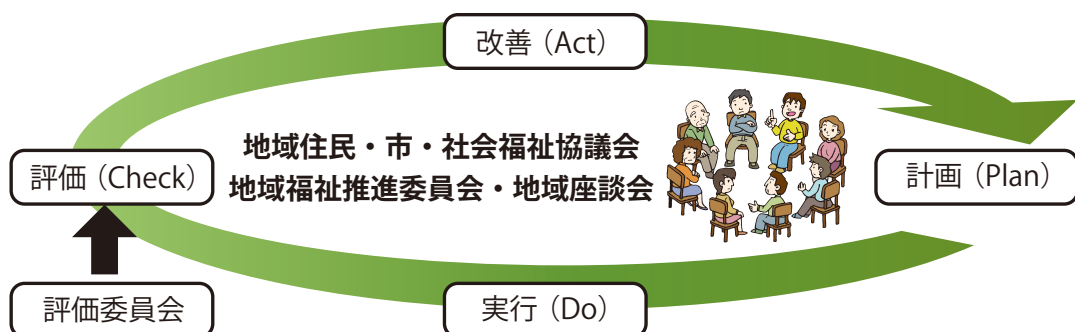 改善（Act）
地域住民・市・社会福祉協議会
地域福祉推進委員会・地域座談会
評価（Check）
計画（Plan）
評価委員会
実行（Do）